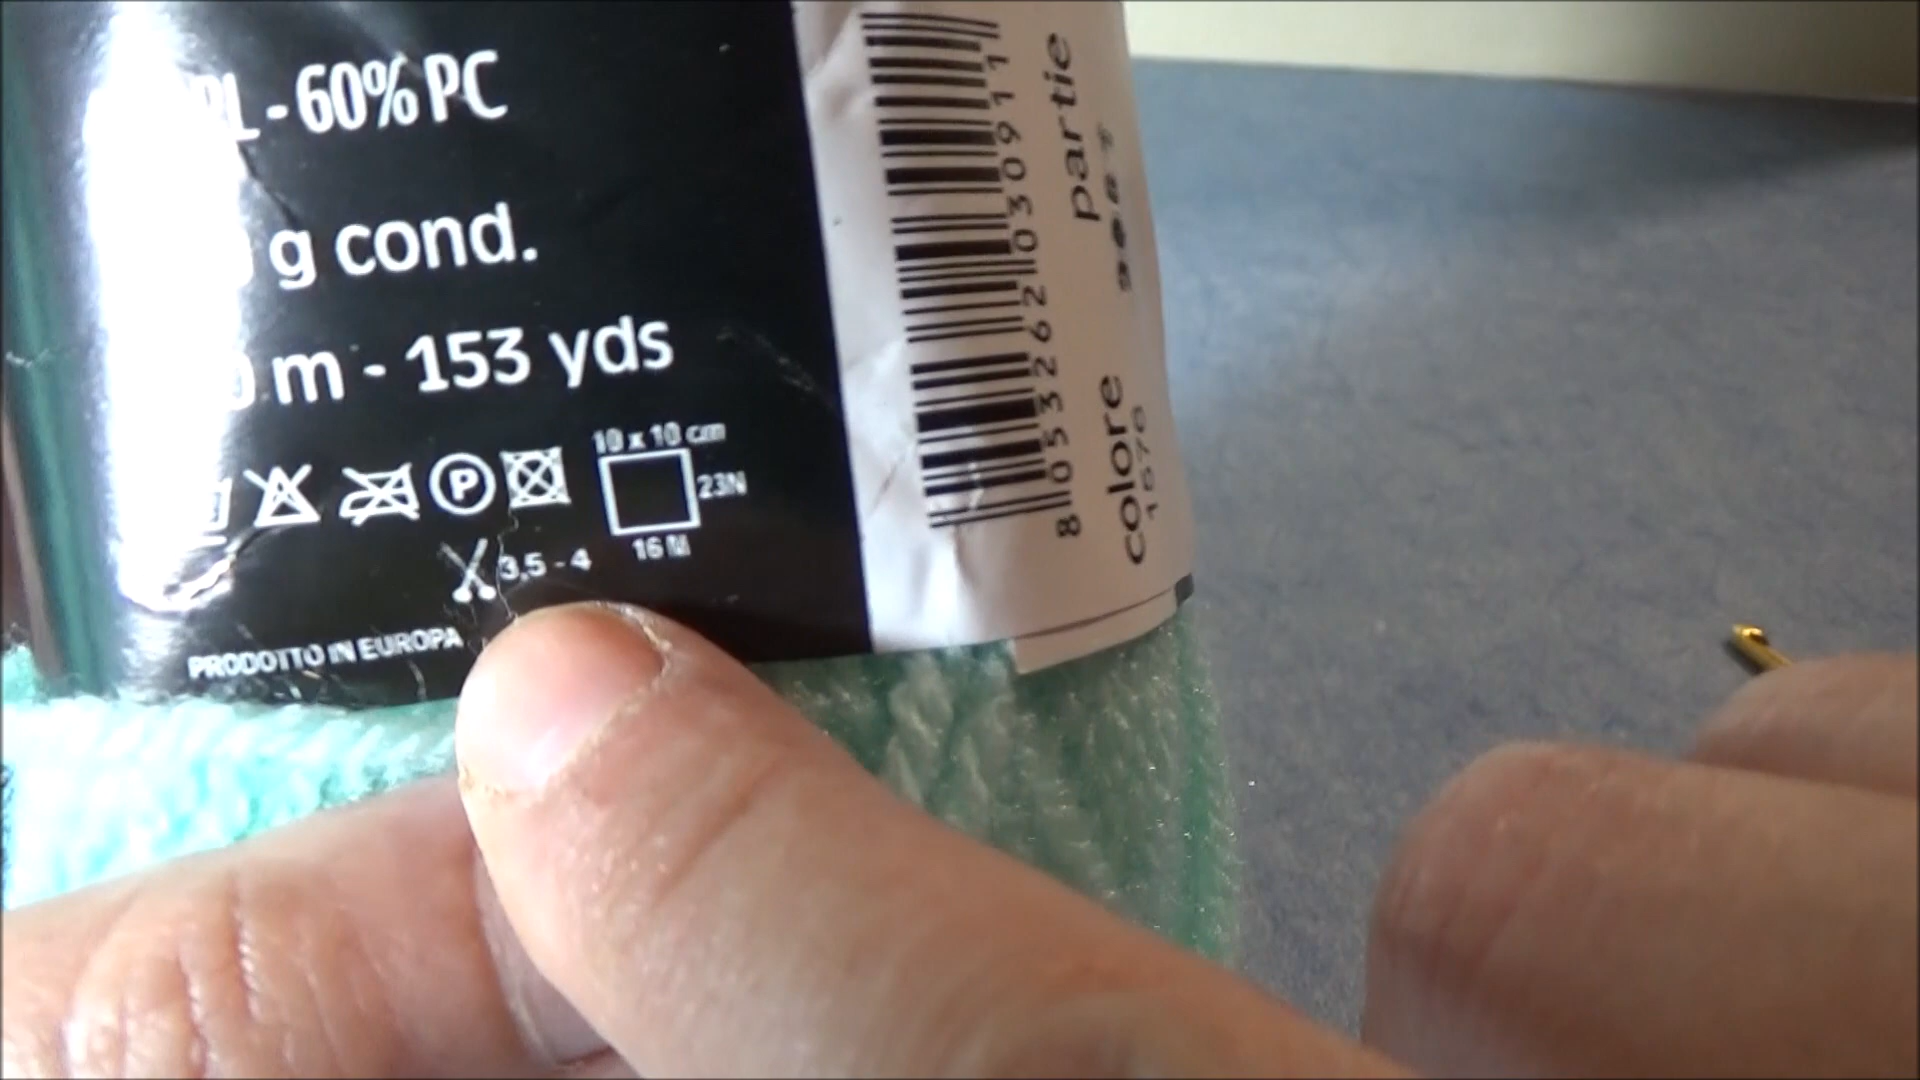 - 60% PC
g cond.
m - 153 yds
P
10 x 10 cm
23N
16 M
3,5 - 4
PRODOTTO IN EUROPA
8 053262 030911
partie
colore